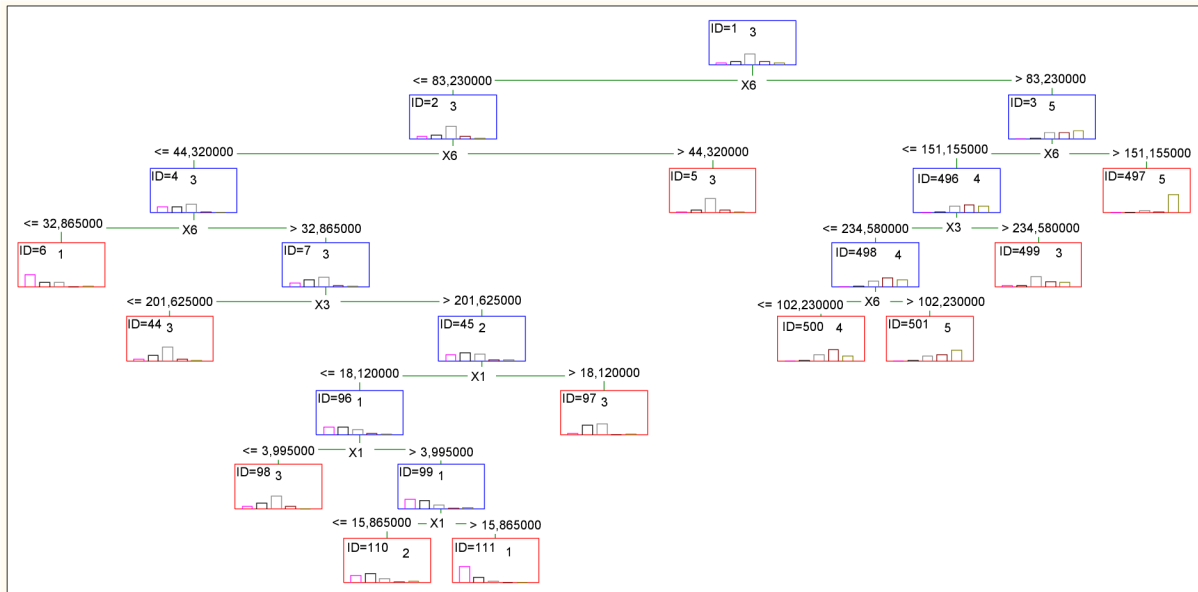 ID=1 3
<= 83,230000 X6 > 83,230000
ID=2 3 ID=3 5
<= 44,320000 X6 > 44,320000 <= 151,155000 X6 > 151,155000
ID=4 3 ID=5 3 ID=496 4 ID=497 5
<= 32,865000 X6 > 32,865000 <= 234,580000 X3 > 234,580000
ID=6 1 ID=7 3 ID=498 4 ID=499 3
<= 201,625000 X3 > 201,625000 <= 102,230000 X6 > 102,230000
ID=44 3 ID=45 2 ID=500 4 ID=501 5
<= 18,120000 X1 > 18,120000
ID=96 1 ID=97 3
<= 3,995000 X1 > 3,995000
ID=98 3 ID=99 1
<= 15,865000 X1 > 15,865000
ID=110 2 ID=111 1